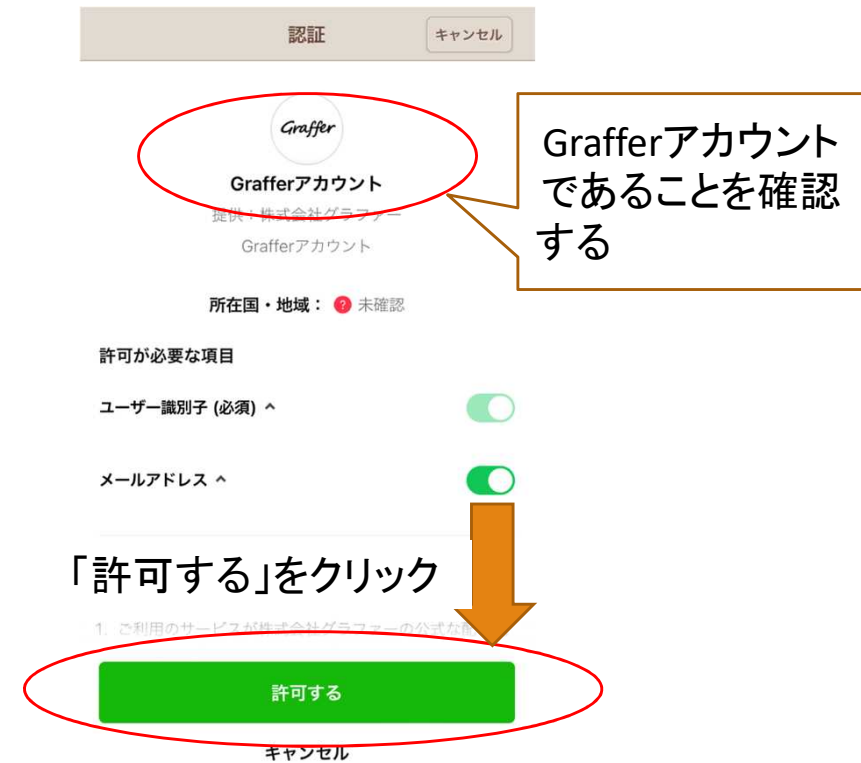 認証
キャンセル
Graffer
Grafferアカウント
提供：株式会社グラファー
Grafferアカウント
Grafferアカウント
であることを確認
する
所在国・地域： ? 未確認
許可が必要な項目
ユーザー識別子 (必須) ^
メールアドレス ^
「許可する」をクリック
1. ご利用のサービスが株式会社グラファーの公式な
許可する
キャンセル